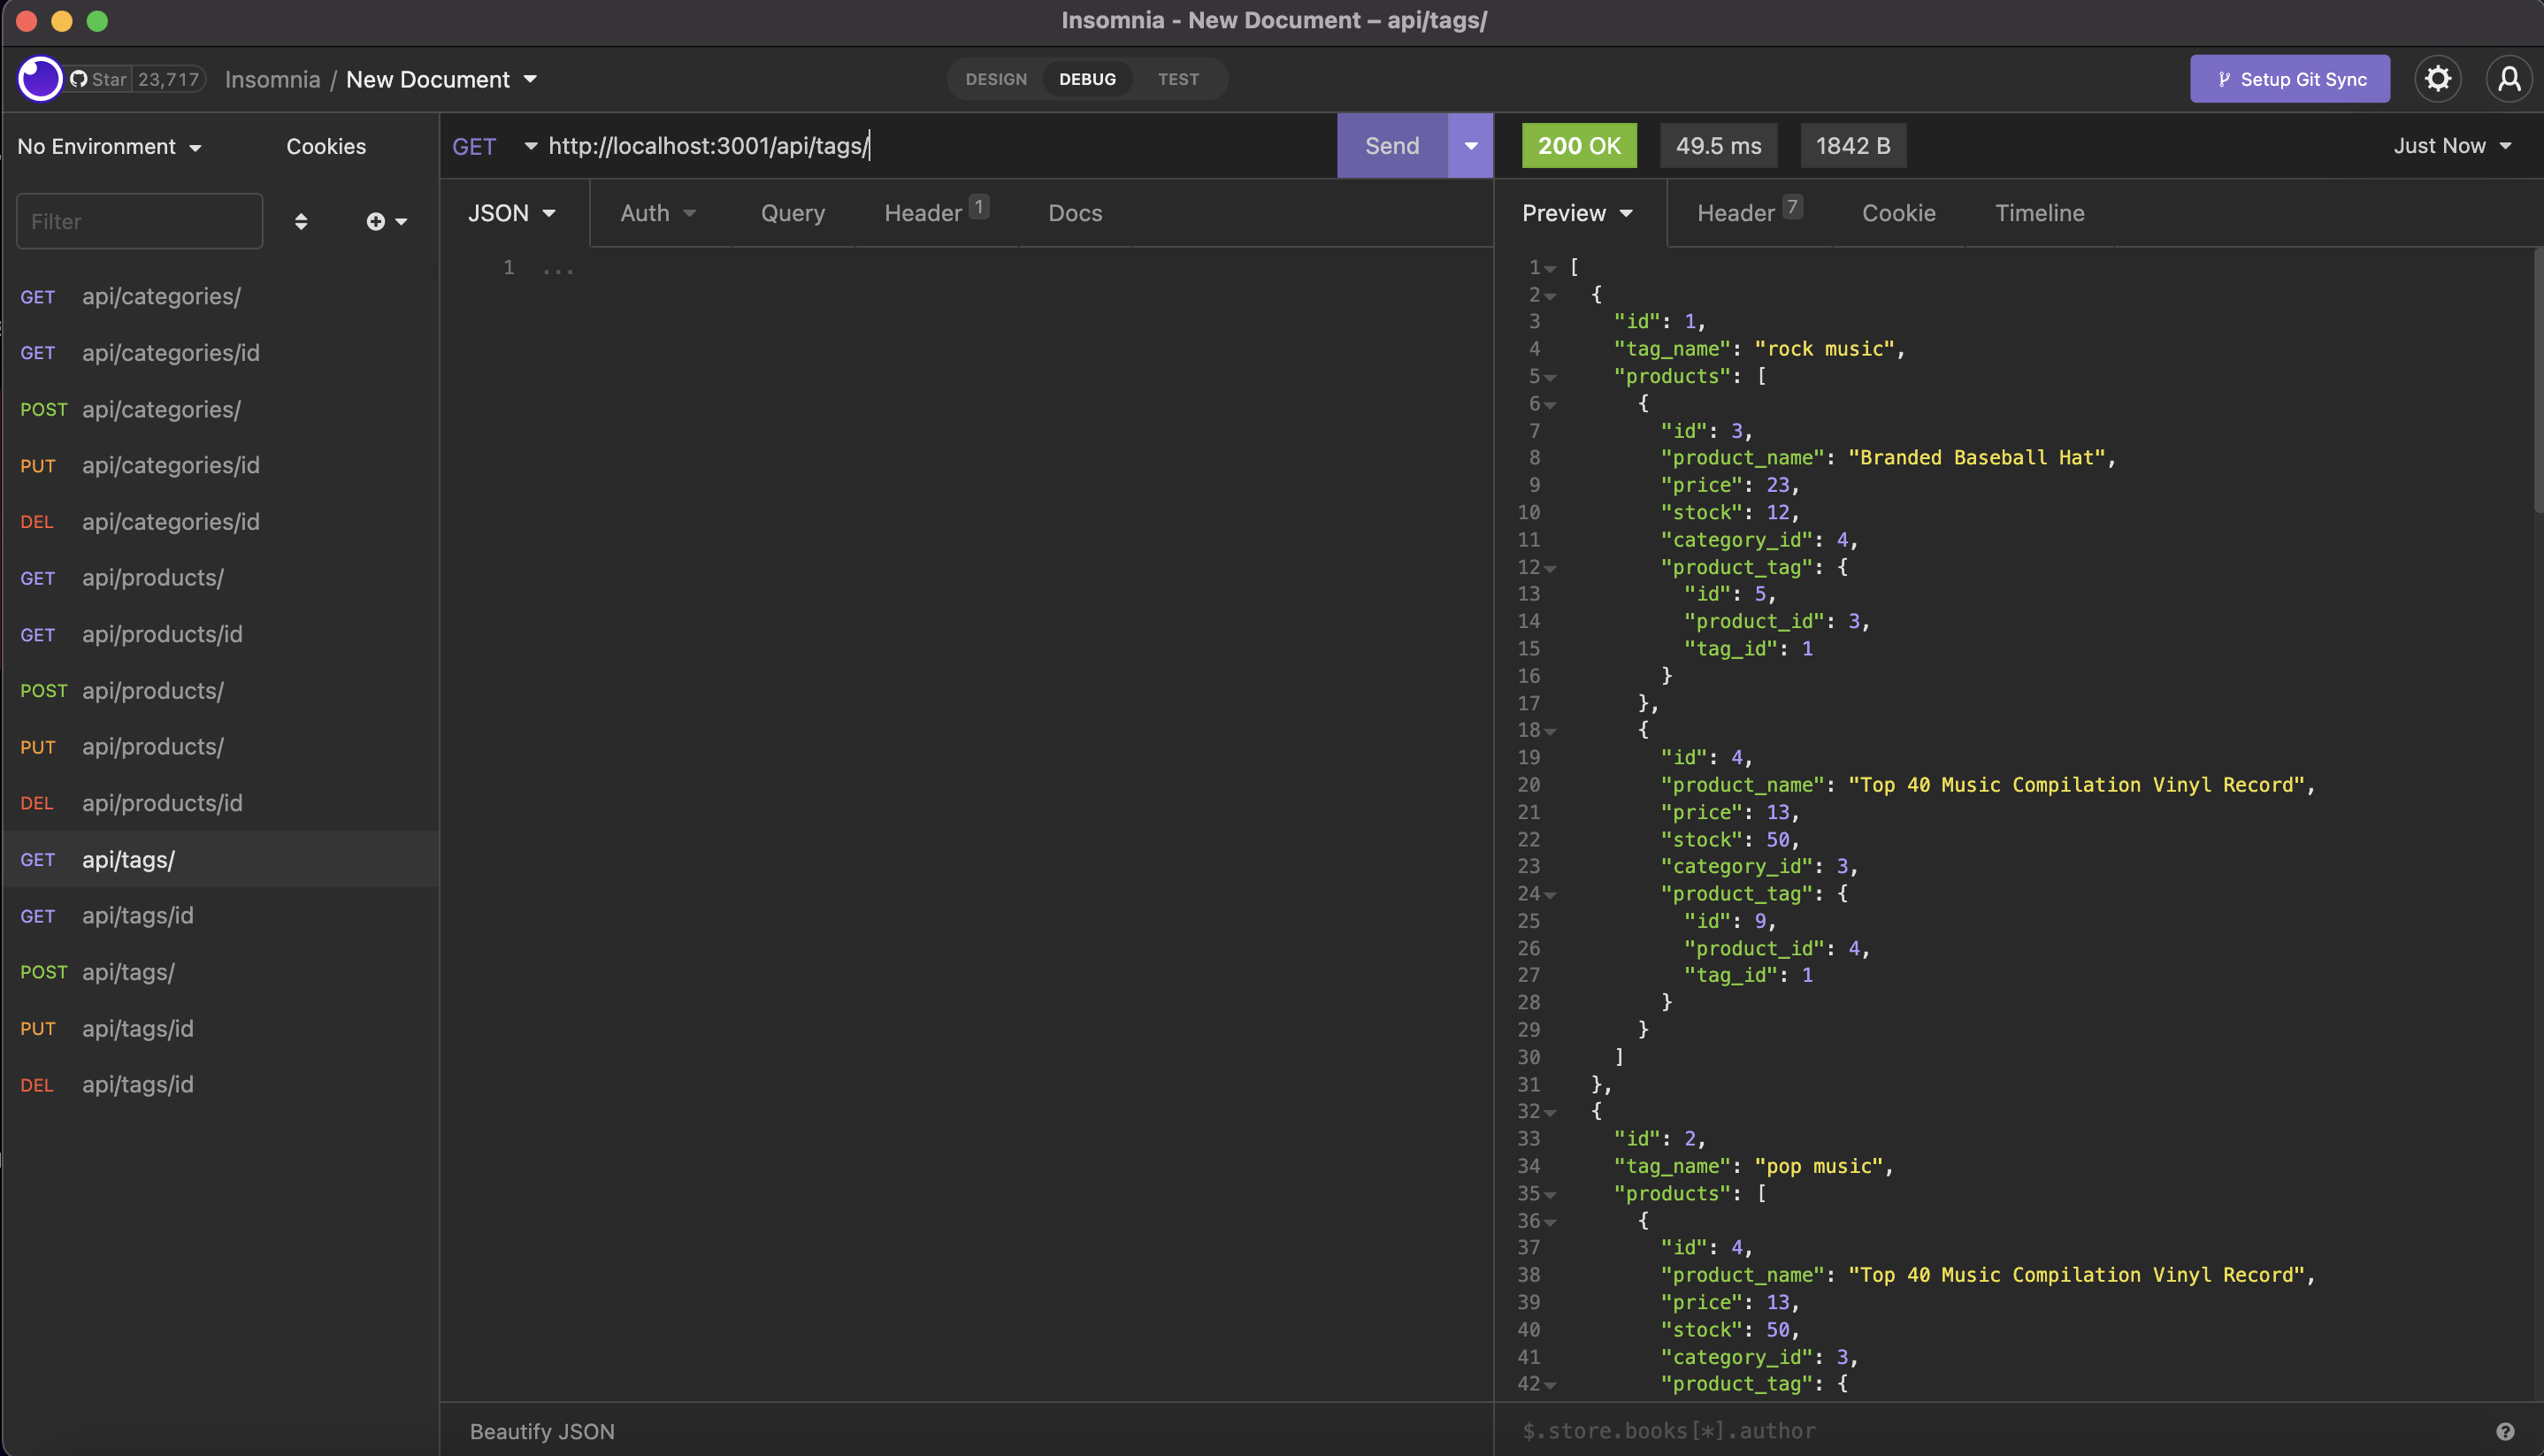 Insomnia - New Document – api/tags/
Star 23,717 Insomnia / New Document
DESIGN DEBUG TEST
Setup Git Sync
No Environment Cookies
Filter
GET api/categories/
GET api/categories/id
POST api/categories/
PUT api/categories/id
DEL api/categories/id
GET api/products/
GET api/products/id
POST api/products/
PUT api/products/
DEL api/products/id
GET api/tags/
GET api/tags/id
POST api/tags/
PUT api/tags/id
DEL api/tags/id
GET http://localhost:3001/api/tags/ Send
JSON Auth Query Header 1 Docs
1 ...
Beautify JSON
200 OK 49.5 ms 1842 B Just Now
Preview Header 7 Cookie Timeline
1 [
2 {
3 "id": 1,
4 "tag_name": "rock music",
5 "products": [
6 {
7 "id": 3,
8 "product_name": "Branded Baseball Hat",
9 "price": 23,
10 "stock": 12,
11 "category_id": 4,
12 "product_tag": {
13 "id": 5,
14 "product_id": 3,
15 "tag_id": 1
16 }
17 },
18 {
19 "id": 4,
20 "product_name": "Top 40 Music Compilation Vinyl Record",
21 "price": 13,
22 "stock": 50,
23 "category_id": 3,
24 "product_tag": {
25 "id": 9,
26 "product_id": 4,
27 "tag_id": 1
28 }
29 }
30 ]
31 },
32 {
33 "id": 2,
34 "tag_name": "pop music",
35 "products": [
36 {
37 "id": 4,
38 "product_name": "Top 40 Music Compilation Vinyl Record",
39 "price": 13,
40 "stock": 50,
41 "category_id": 3,
42 "product_tag": {
$.store.books[*].author